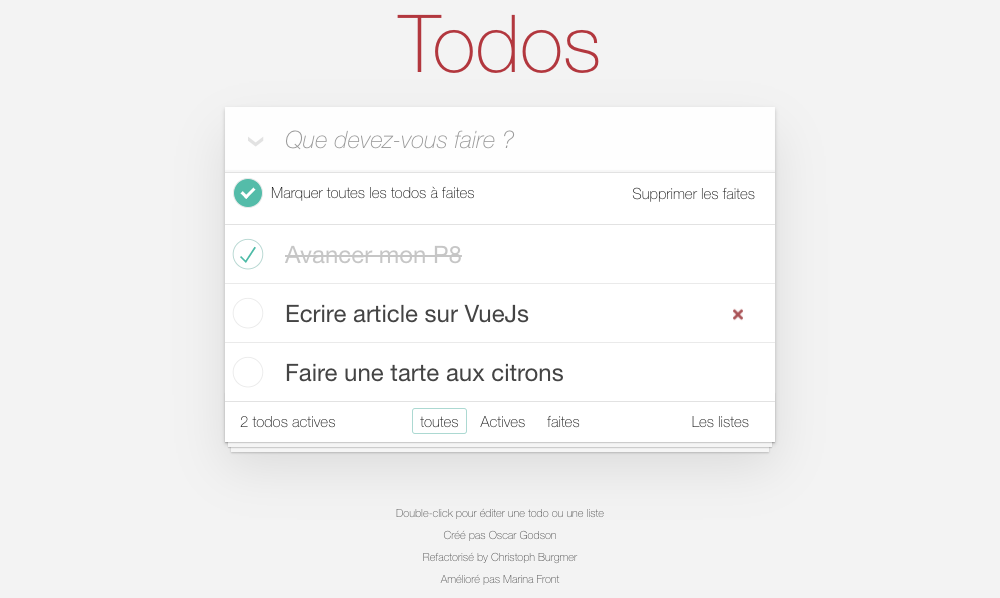 Todos
Que devez-vous faire ?
Marquer toutes les todos à faites Supprimer les faites
Avancer mon P8
Ecrire article sur VueJs
Faire une tarte aux citrons
2 todos actives toutes Actives faites Les listes
Double-click pour éditer une todo ou une liste
Créé pas Oscar Godson
Refactorisé by Christoph Burgmer
Amélioré pas Marina Front